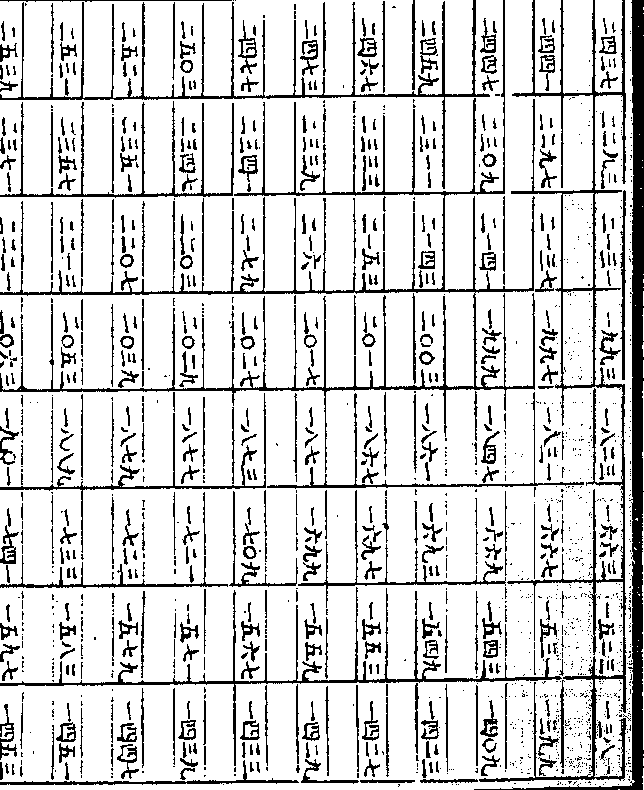 二四三七 二二九三 二一三一 一九九三 一八二三 一六六三 一五二三 一三八一
二四四一 二二九七 二一三七 一九九七 一八三一 一六六七 一五三一 一三九九
二四四七 二三〇九 二一四一 一九九九 一八四七 一六六九 一五四三 一四〇九
二四五九 二三一一 二一四三 二〇〇三 一八六一 一六九三 一五四九 一四二三
二四六七 二三三三 二一五三 二〇一一 一八六七 一六九七 一五五三 一四二七
二四七三 二三三九 二一六一 二〇一七 一八七一 一六九九 一五五九 一四二九
二四七七 二三四一 二一七九 二〇二七 一八七三 一七〇九 一五六七 一四三三
二五〇三 二三四七 二二〇三 二〇二九 一八七七 一七二一 一五七一 一四三九
二五二一 二三五一 二二〇七 二〇三九 一八七九 一七二三 一五七九 一四四七
二五三一 二三五七 二二一三 二〇五三 一八八九 一七三三 一五八三 一四五一
二五三九 二三七一 二二二一 二〇六三 一九〇一 一七四一 一五九七 一四五三